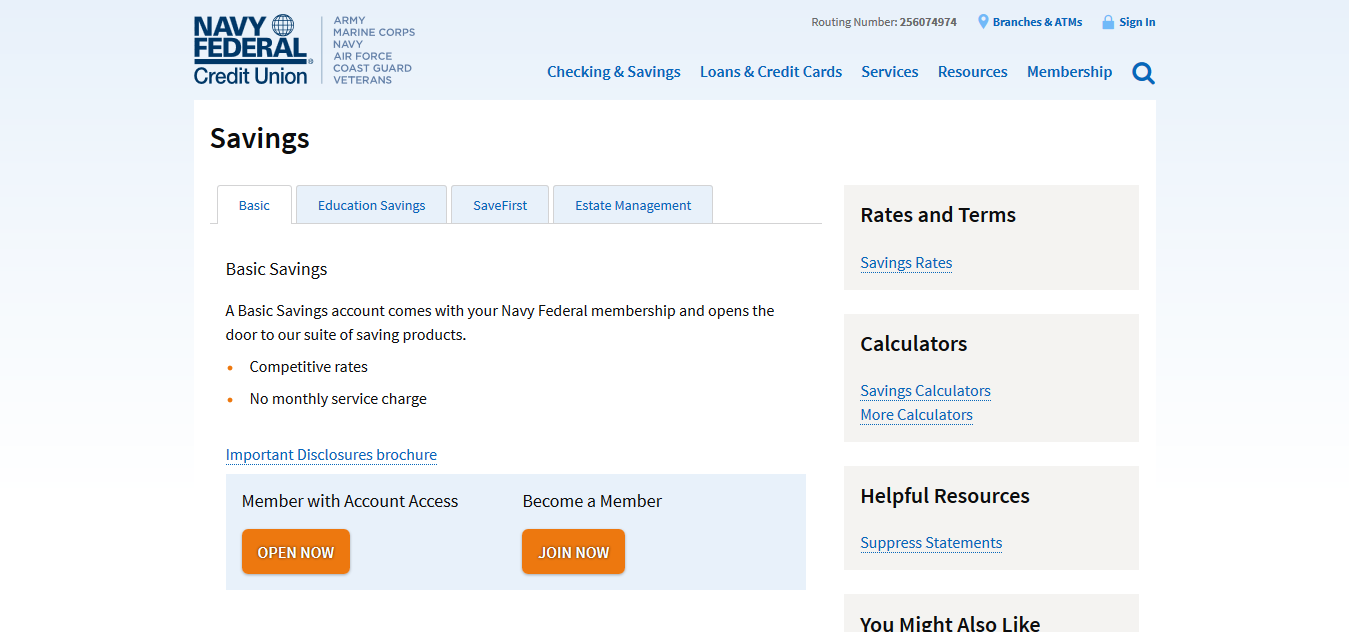 NAVY
FEDERAL®
Credit Union
ARMY
MARINE CORPS
NAVY
AIR FORCE
COAST GUARD
VETERANS
Routing Number: 256074974
Branches & ATMs
Sign In
Checking & Savings
Loans & Credit Cards
Services
Resources
Membership
Savings
Basic
Education Savings
SaveFirst
Estate Management
Basic Savings
A Basic Savings account comes with your Navy Federal membership and opens the
door to our suite of saving products.
• Competitive rates
• No monthly service charge
Important Disclosures brochure
Member with Account Access
OPEN NOW
Become a Member
JOIN NOW
Rates and Terms
Savings Rates
Calculators
Savings Calculators
More Calculators
Helpful Resources
Suppress Statements
You Might Also Like